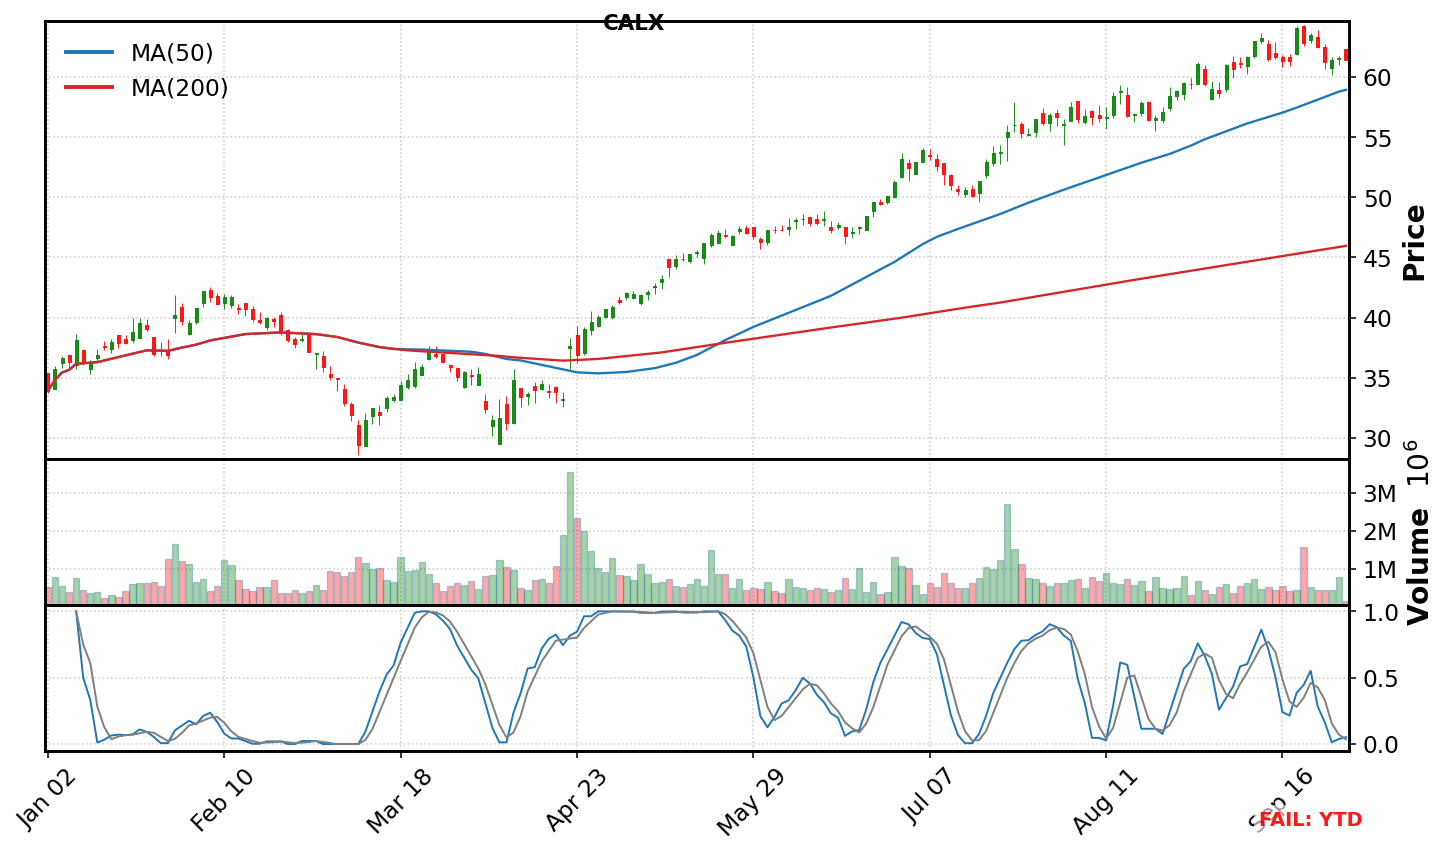 CALX
MA(50)
MA(200)
60
55
50
45
40
35
30
Price
3M
2M
1M
Volume 10^6
1.0
0.5
0.0
Jan 02
Feb 10
Mar 18
Apr 23
May 29
Jul 07
Aug 11
Sep 16
FAIL: YTD